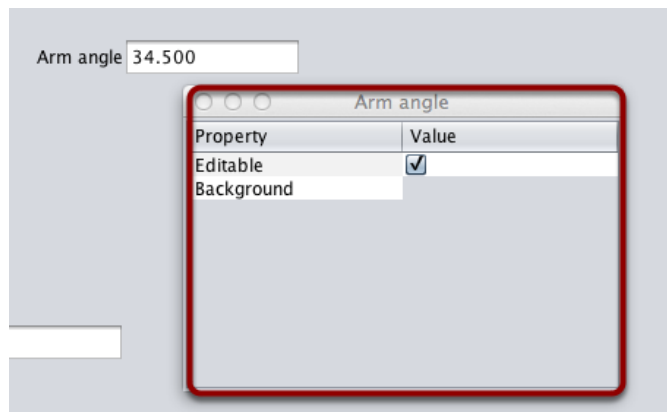 Arm angle 34.500
Arm angle
Property Value
Editable
Background